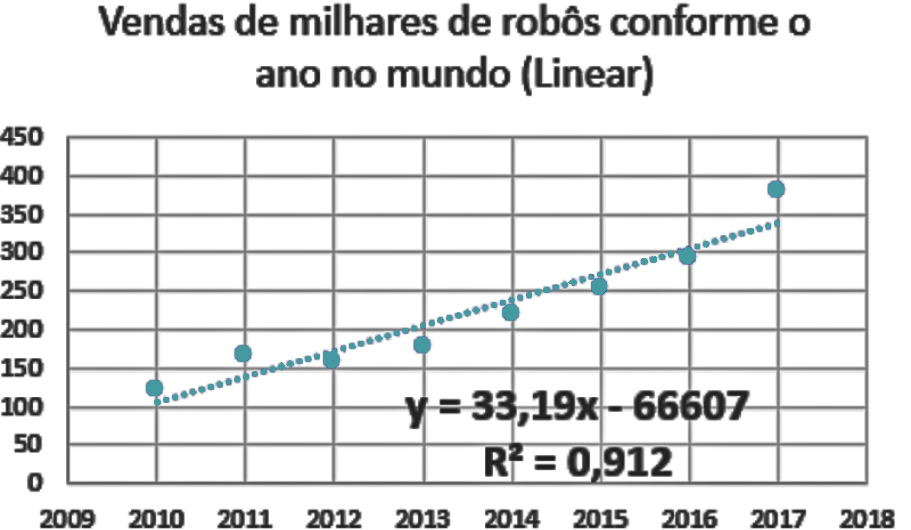 Vendas de milhares de robôs conforme o
ano no mundo (Linear)
450
400
350
300
250
200
150
100
50
0
y = 33,19x - 66607
R² = 0,912
2009 2010 2011 2012 2013 2014 2015 2016 2017 2018